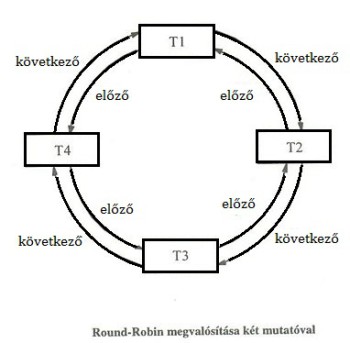 T1
következő
következő
előző
előző
T4
T2
előző
előző
következő
következő
T3
Round-Robin megvalósítása két mutatóval